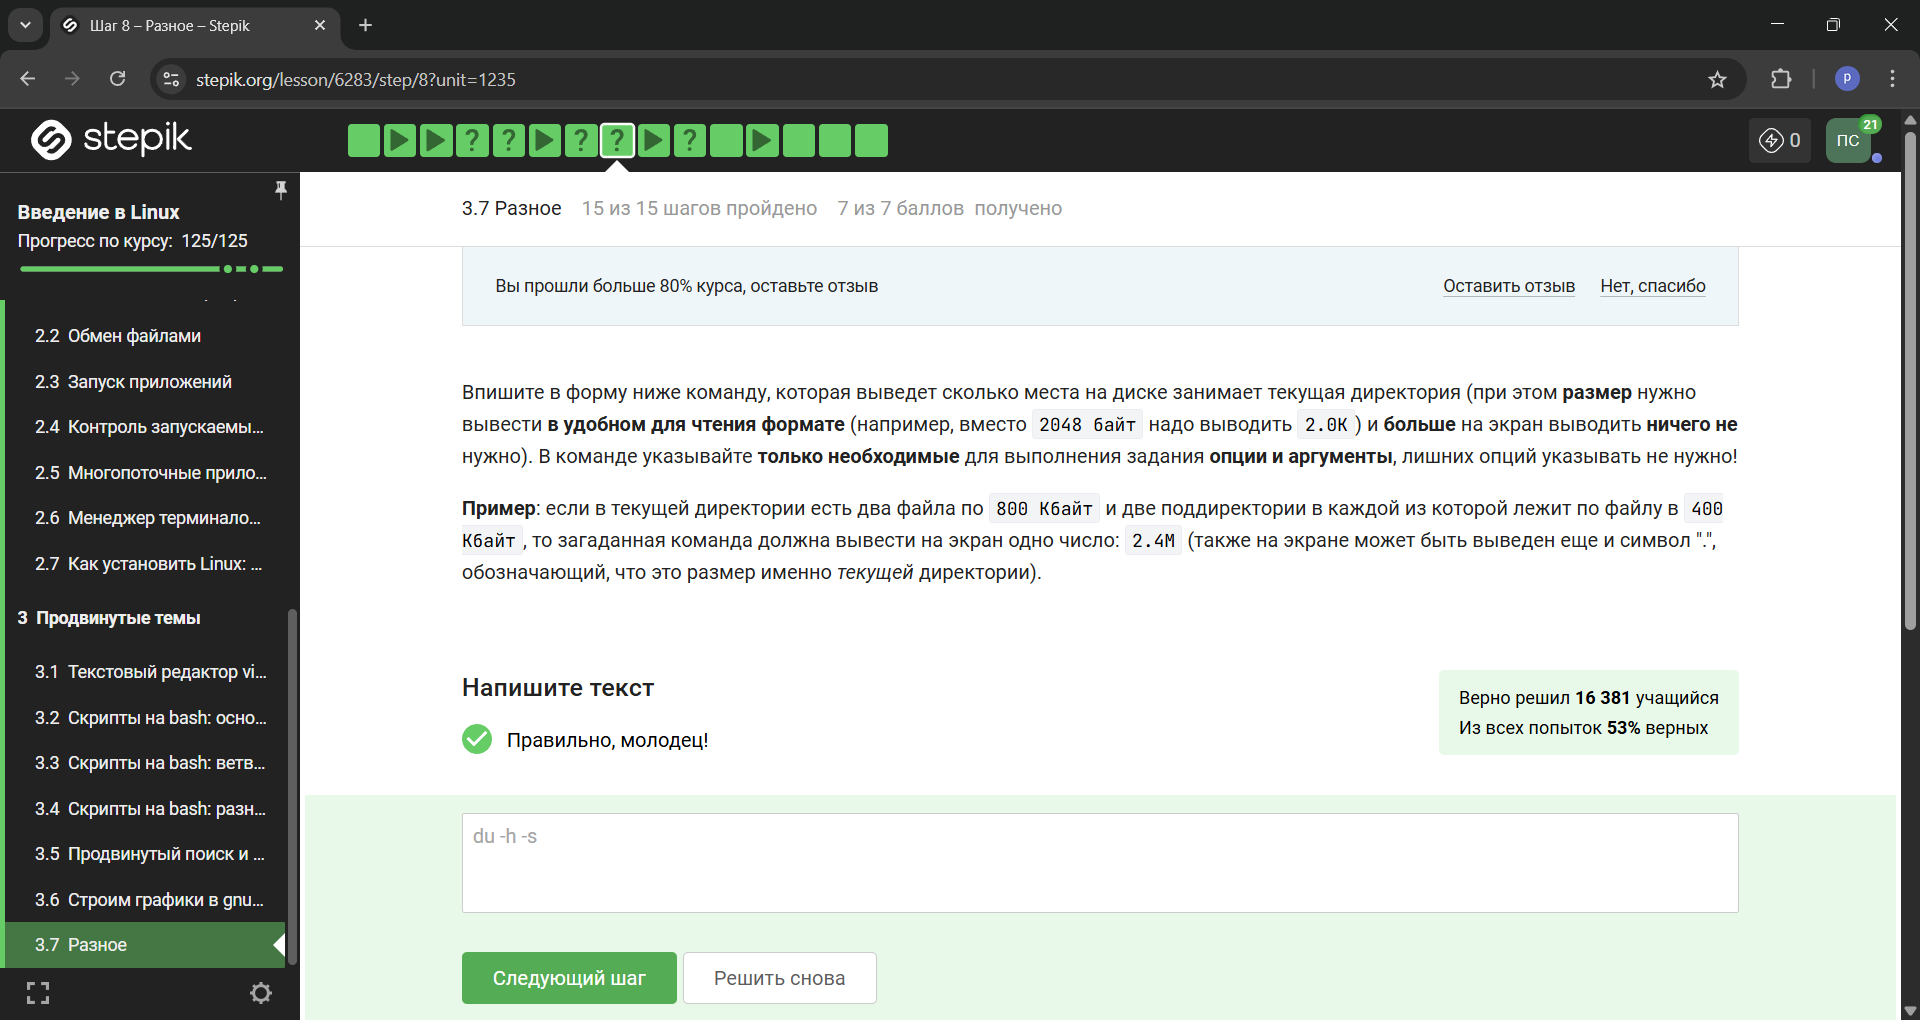 Шаг 8 – Разное – Stepik
stepik.org/lesson/6283/step/8?unit=1235
P
stepik
? ? ? ? ?
0
ПС
21
Введение в Linux
Прогресс по курсу: 125/125
2.2 Обмен файлами
2.3 Запуск приложений
2.4 Контроль запускаемы...
2.5 Многопоточные прило...
2.6 Менеджер терминало...
2.7 Как установить Linux: ...
3 Продвинутые темы
3.1 Текстовый редактор vi...
3.2 Скрипты на bash: осно...
3.3 Скрипты на bash: ветв...
3.4 Скрипты на bash: разн...
3.5 Продвинутый поиск и ...
3.6 Строим графики в gnu...
3.7 Разное
3.7 Разное 15 из 15 шагов пройдено 7 из 7 баллов получено
Вы прошли больше 80% курса, оставьте отзыв
Оставить отзыв Нет, спасибо
Впишите в форму ниже команду, которая выведет сколько места на диске занимает текущая директория (при этом размер нужно
вывести в удобном для чтения формате (например, вместо 2048 байт надо выводить 2.0K ) и больше на экран выводить ничего не
нужно). В команде указывайте только необходимые для выполнения задания опции и аргументы, лишних опций указывать не нужно!
Пример: если в текущей директории есть два файла по 800 Кбайт и две поддиректории в каждой из которой лежит по файлу в 400
Кбайт , то загаданная команда должна вывести на экран одно число: 2.4M (также на экране может быть выведен еще и символ ".",
обозначающий, что это размер именно текущей директории).
Напишите текст
Правильно, молодец!
Верно решил 16 381 учащийся
Из всех попыток 53% верных
du -h -s
Следующий шаг
Решить снова